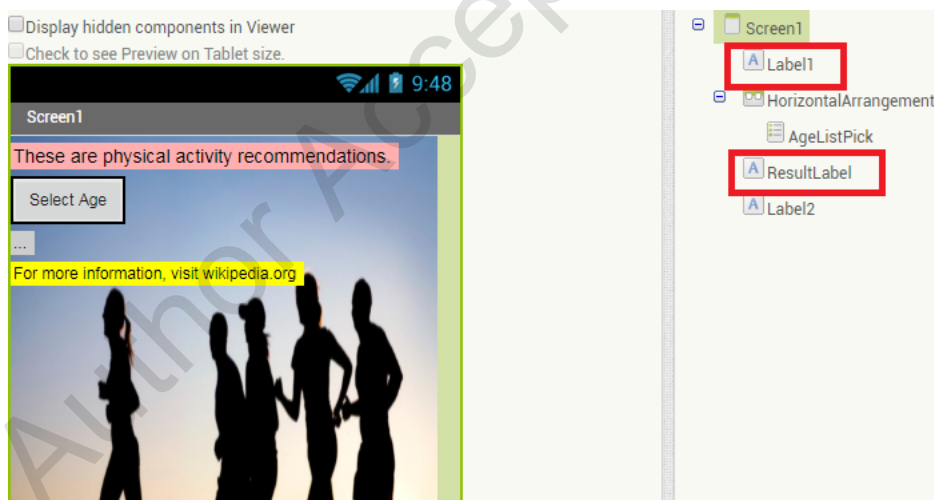 Display hidden components in Viewer
Check to see Preview on Tablet size.
9:48
Screen1
These are physical activity recommendations.
Select Age
...
For more information, visit wikipedia.org
Screen1
A Label1
HorizontalArrangement
AgeListPick
A ResultLabel
A Label2
Author Accep